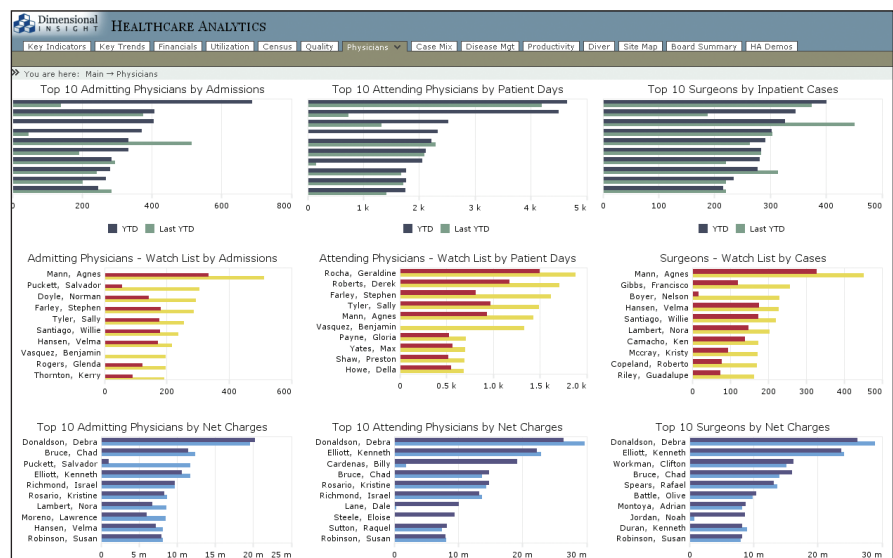 Dimensional INSIGHT HEALTHCARE ANALYTICS
Key Indicators Key Trends Financials Utilization Census Quality Physicians Case Mix Disease Mgt Productivity Diver Site Map Board Summary HA Demos
» You are here: Main → Physicians
Top 10 Admitting Physicians by Admissions
0 200 400 600 800
YTD Last YTD
Top 10 Attending Physicians by Patient Days
0 1 k 2 k 3 k 4 k 5 k
YTD Last YTD
Top 10 Surgeons by Inpatient Cases
0 100 200 300 400 500
YTD Last YTD
Admitting Physicians - Watch List by Admissions
Mann, Agnes
Puckett, Salvador
Doyle, Norman
Farley, Stephen
Tyler, Sally
Santiago, Willie
Hansen, Velma
Vasquez, Benjamin
Rogers, Glenda
Thornton, Kerry
0 200 400 600
Attending Physicians - Watch List by Patient Days
Rocha, Geraldine
Roberts, Derek
Farley, Stephen
Tyler, Sally
Mann, Agnes
Vasquez, Benjamin
Payne, Gloria
Yates, Max
Shaw, Preston
Howe, Della
0 0.5 k 1.0 k 1.5 k 2.0 k
Surgeons - Watch List by Cases
Mann, Agnes
Gibbs, Francisco
Boyer, Nelson
Hansen, Velma
Santiago, Willie
Lambert, Nora
Camacho, Ken
Mccray, Kristy
Copeland, Roberto
Riley, Guadalupe
0 100 200 300 400 500
Top 10 Admitting Physicians by Net Charges
Donaldson, Debra
Bruce, Chad
Puckett, Salvador
Elliott, Kenneth
Richmond, Israel
Rosario, Kristine
Lambert, Nora
Moreno, Lawrence
Hansen, Velma
Robinson, Susan
0 5 m 10 m 15 m 20 m 25 m
Top 10 Attending Physicians by Net Charges
Donaldson, Debra
Elliott, Kenneth
Cardenas, Billy
Bruce, Chad
Rosario, Kristine
Richmond, Israel
Lane, Dale
Steele, Eloise
Sutton, Raquel
Robinson, Susan
0 10 m 20 m 30 m
Top 10 Surgeons by Net Charges
Donaldson, Debra
Elliott, Kenneth
Workman, Clifton
Bruce, Chad
Spears, Rafael
Battle, Olive
Montoya, Adrian
Jordan, Noah
Duran, Kenneth
Robinson, Susan
0 10 m 20 m 30 m